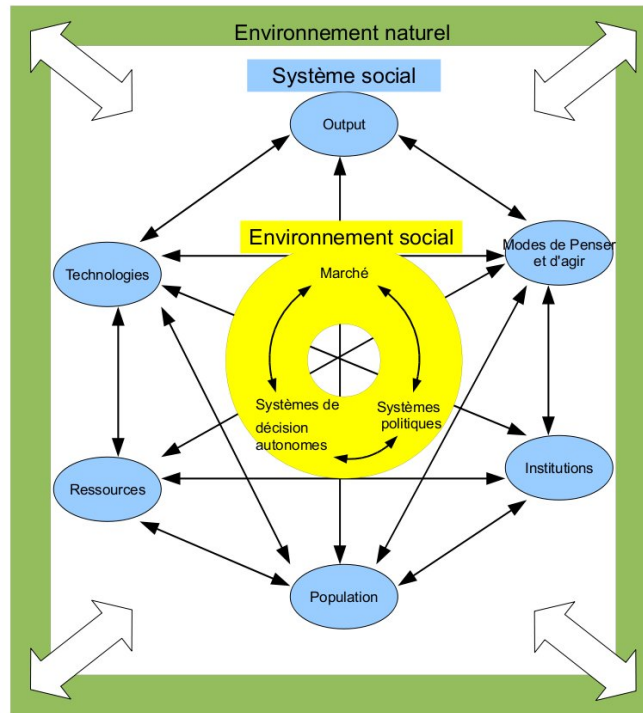 Environnement naturel
Système social
Output
Environnement social
Modes de Penser
et d'agir
Technologies
Marché
Systèmes de
décision
autonomes
Systèmes
politiques
Ressources
Institutions
Population